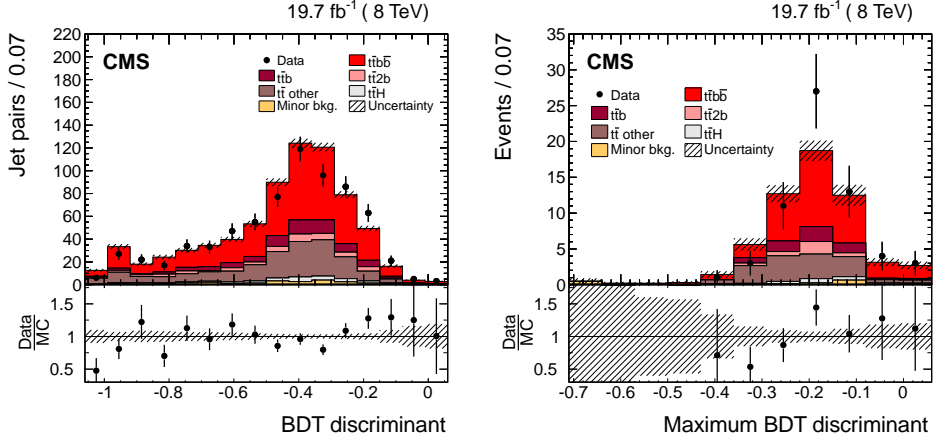 19.7 fb⁻¹ ( 8 TeV)
Jet pairs / 0.07
220
200
180
160
140
120
100
80
60
40
20
0
CMS
Data
tt̄bb̄
tt̄b
tt̄2b
tt̄ other
tt̄H
Minor bkg.
Uncertainty
Data
MC
1.5
1
0.5
-1 -0.8 -0.6 -0.4 -0.2 0
BDT discriminant
19.7 fb⁻¹ ( 8 TeV)
Events / 0.07
35
30
25
20
15
10
5
0
CMS
Data
tt̄bb̄
tt̄b
tt̄2b
tt̄ other
tt̄H
Minor bkg.
Uncertainty
Data
MC
1.5
1
0.5
-0.7 -0.6 -0.5 -0.4 -0.3 -0.2 -0.1 0
Maximum BDT discriminant